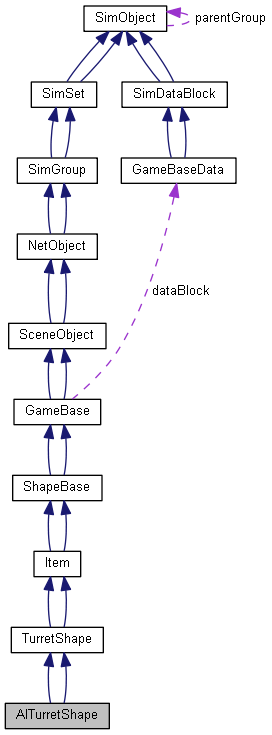 SimObject
parentGroup
SimSet
SimDataBlock
SimGroup
GameBaseData
NetObject
dataBlock
SceneObject
GameBase
ShapeBase
Item
TurretShape
AITurretShape